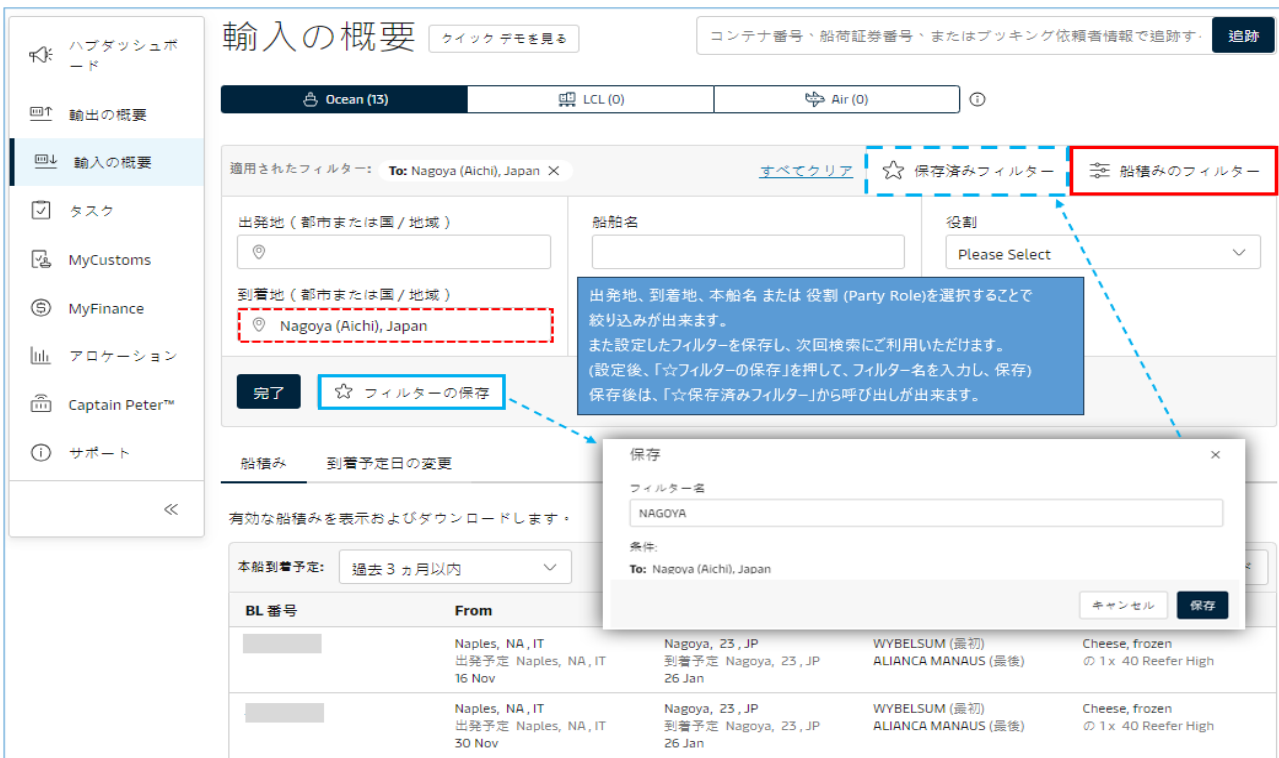 ハブダッシュボ
ード
輸出の概要
輸入の概要
タスク
MyCustoms
MyFinance
アロケーション
Captain Peter™
サポート
輸入の概要
クイック デモを見る
コンテナ番号、船荷証券番号、またはブッキング依頼者情報で追跡す
追跡
Ocean (13)
LCL (0)
Air (0)
適用されたフィルター: To: Nagoya (Aichi), Japan ×
すべてクリア
保存済みフィルター
船積みのフィルター
出発地 ( 都市または国 / 地域 )
船舶名
役割
Please Select
到着地 ( 都市または国 / 地域 )
Nagoya (Aichi), Japan
出発地、到着地、本船名 または 役割 (Party Role)を選択することで
絞り込みが出来ます。
また設定したフィルターを保存し、次回検索にご利用いただけます。
(設定後、「☆フィルターの保存」を押して、フィルター名を入力し、保存)
保存後は、「☆保存済みフィルター」から呼び出しが出来ます。
完了
フィルターの保存
船積み
到着予定日の変更
保存
×
フィルター名
NAGOYA
条件:
To: Nagoya (Aichi), Japan
キャンセル
保存
有効な船積みを表示およびダウンロードします。
本船到着予定:
過去 3 ヵ月以内
BL 番号
From
Naples, NA, IT
出発予定 Naples, NA, IT
16 Nov
Nagoya, 23, JP
到着予定 Nagoya, 23, JP
26 Jan
WYBELSUM (最初)
ALIANCA MANAUS (最後)
Cheese, frozen
の 1 x 40 Reefer High
Naples, NA, IT
出発予定 Naples, NA, IT
30 Nov
Nagoya, 23, JP
到着予定 Nagoya, 23, JP
26 Jan
WYBELSUM (最初)
ALIANCA MANAUS (最後)
Cheese, frozen
の 1 x 40 Reefer High